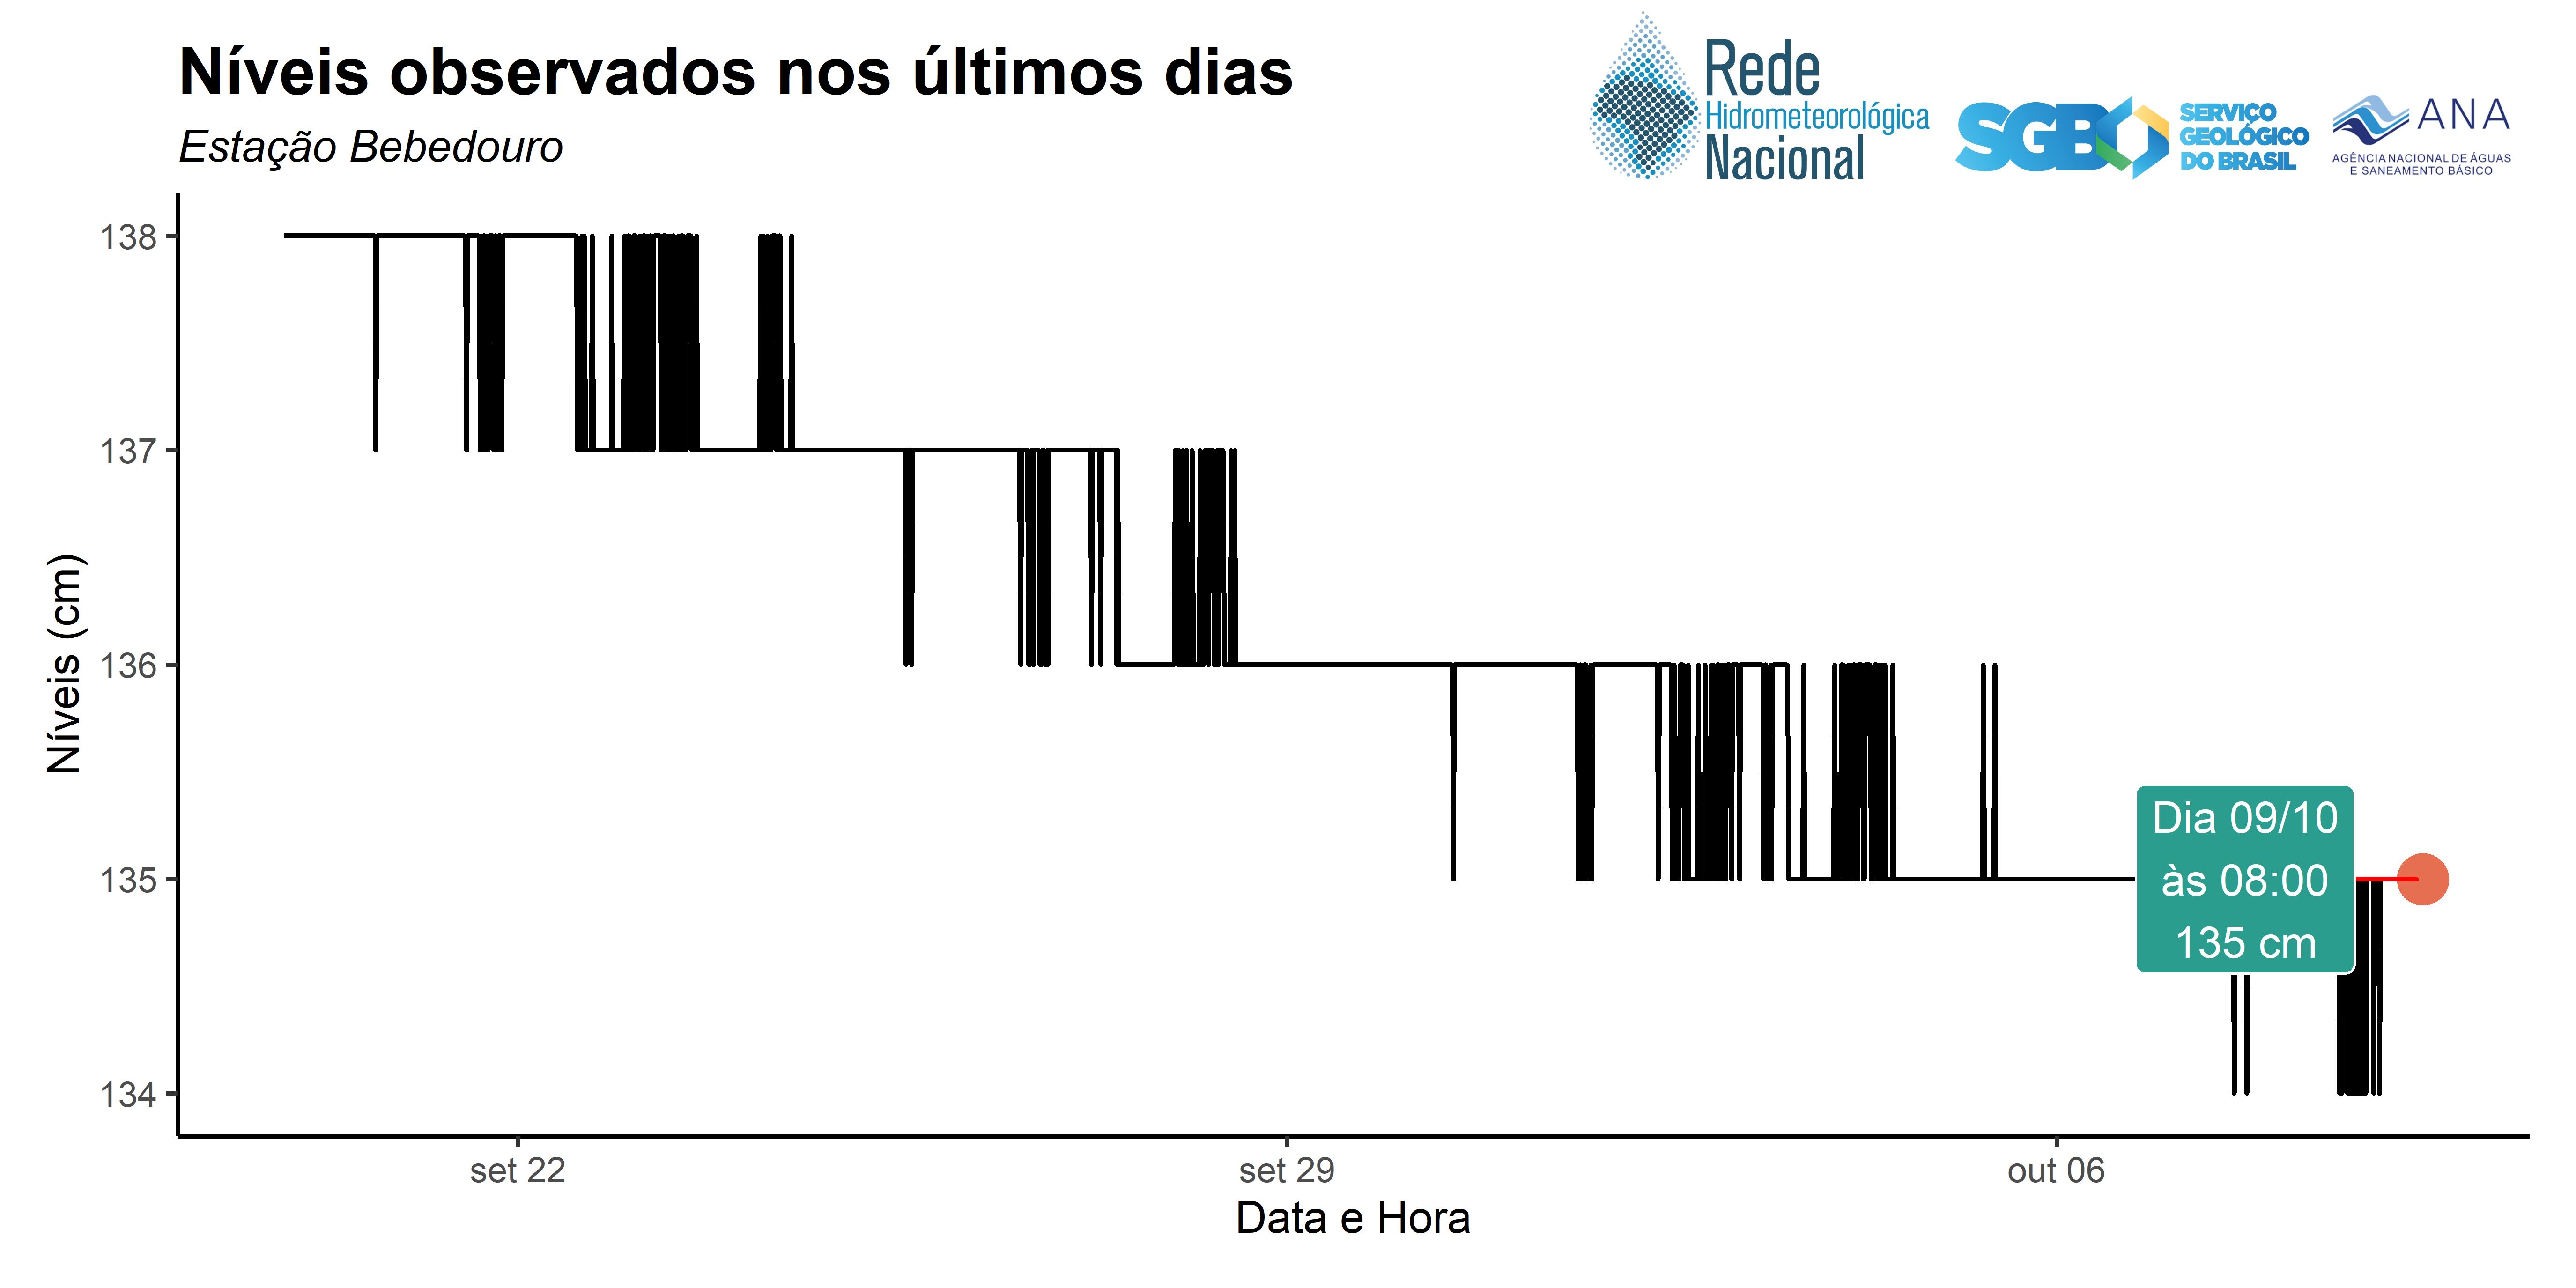 Níveis observados nos últimos dias
Estação Bebedouro
Rede
Hidrometeorológica
Nacional
SGB
SERVIÇO
GEOLÓGICO
DO BRASIL
ANA
AGÊNCIA NACIONAL DE ÁGUAS
E SANEAMENTO BÁSICO
Níveis (cm)
138
137
136
135
134
Dia 09/10
às 08:00
135 cm
set 22
set 29
out 06
Data e Hora